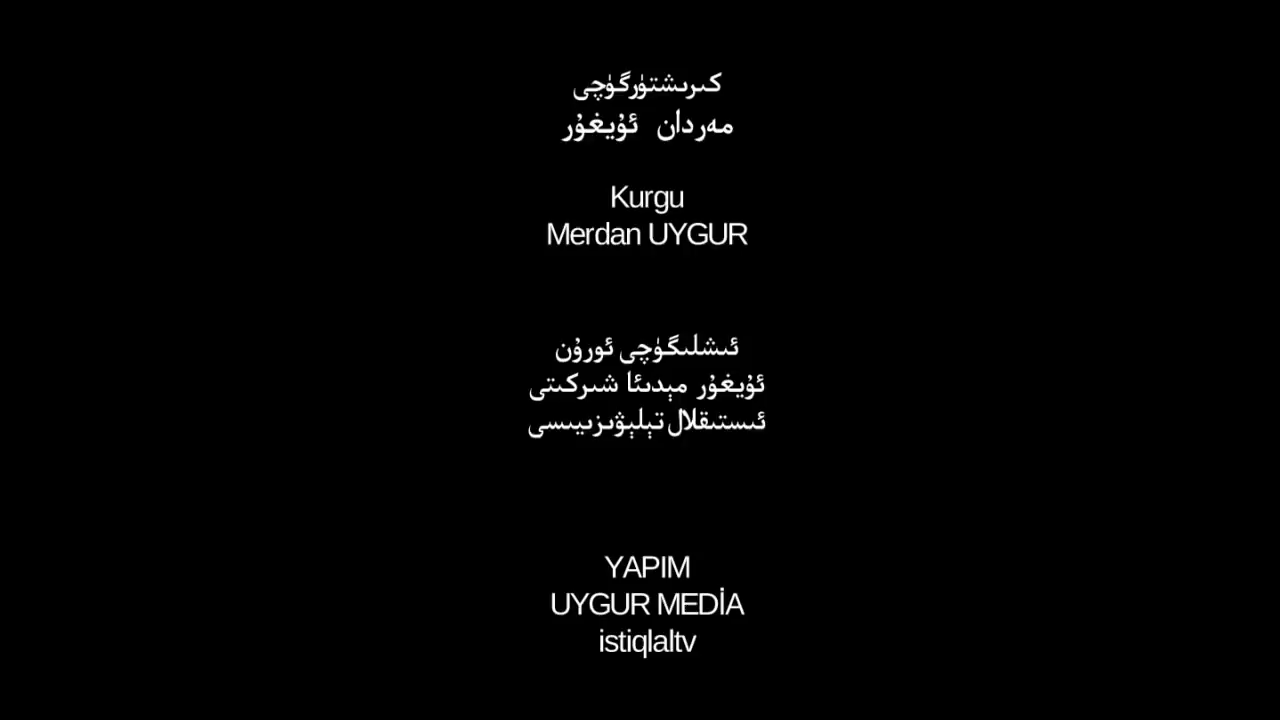 كىرىشتۈرگۈچى
مەردان ئۇيغۇر
Kurgu
Merdan UYGUR
ئىشلىگۈچى ئورۇن
ئۇيغۇر مېدىئا شىركىتى
ئىستىقلال تېلېۋىزىيىسى
YAPIM
UYGUR MEDİA
istiqlaltv